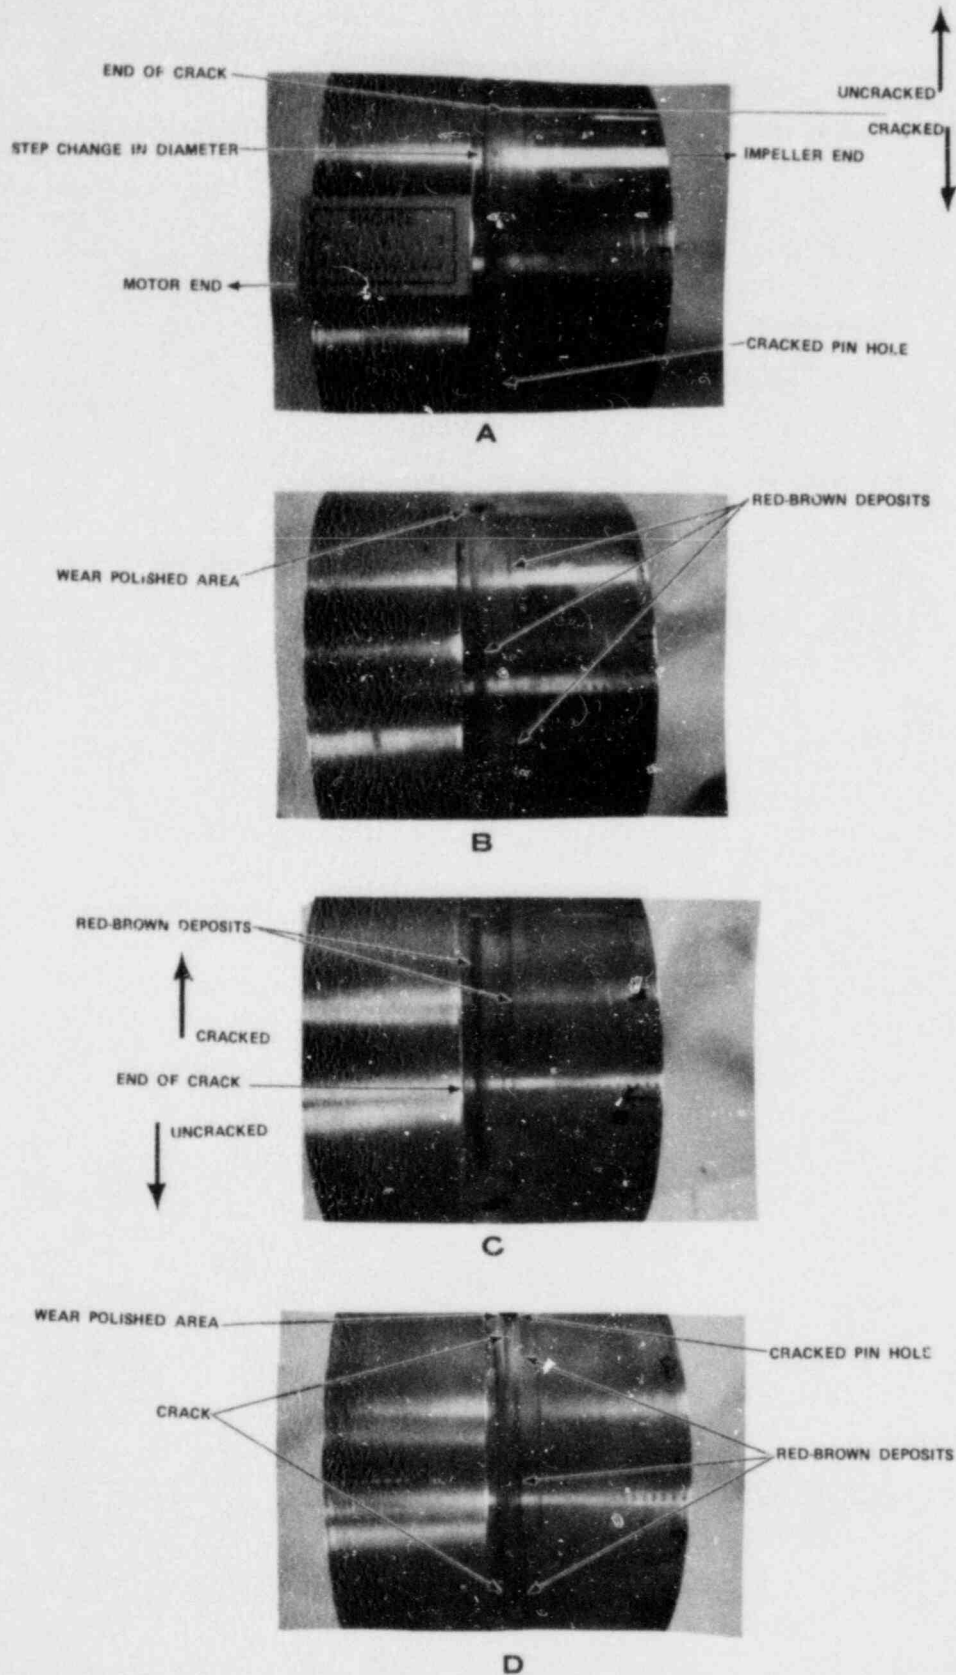 END OF CRACK
UNCRACKED
CRACKED
STEP CHANGE IN DIAMETER
IMPELLER END
MOTOR END
CRACKED PIN HOLE
A
RED-BROWN DEPOSITS
WEAR POLISHED AREA
B
RED-BROWN DEPOSITS
CRACKED
END OF CRACK
UNCRACKED
C
WEAR POLISHED AREA
CRACKED PIN HOLE
CRACK
RED-BROWN DEPOSITS
D